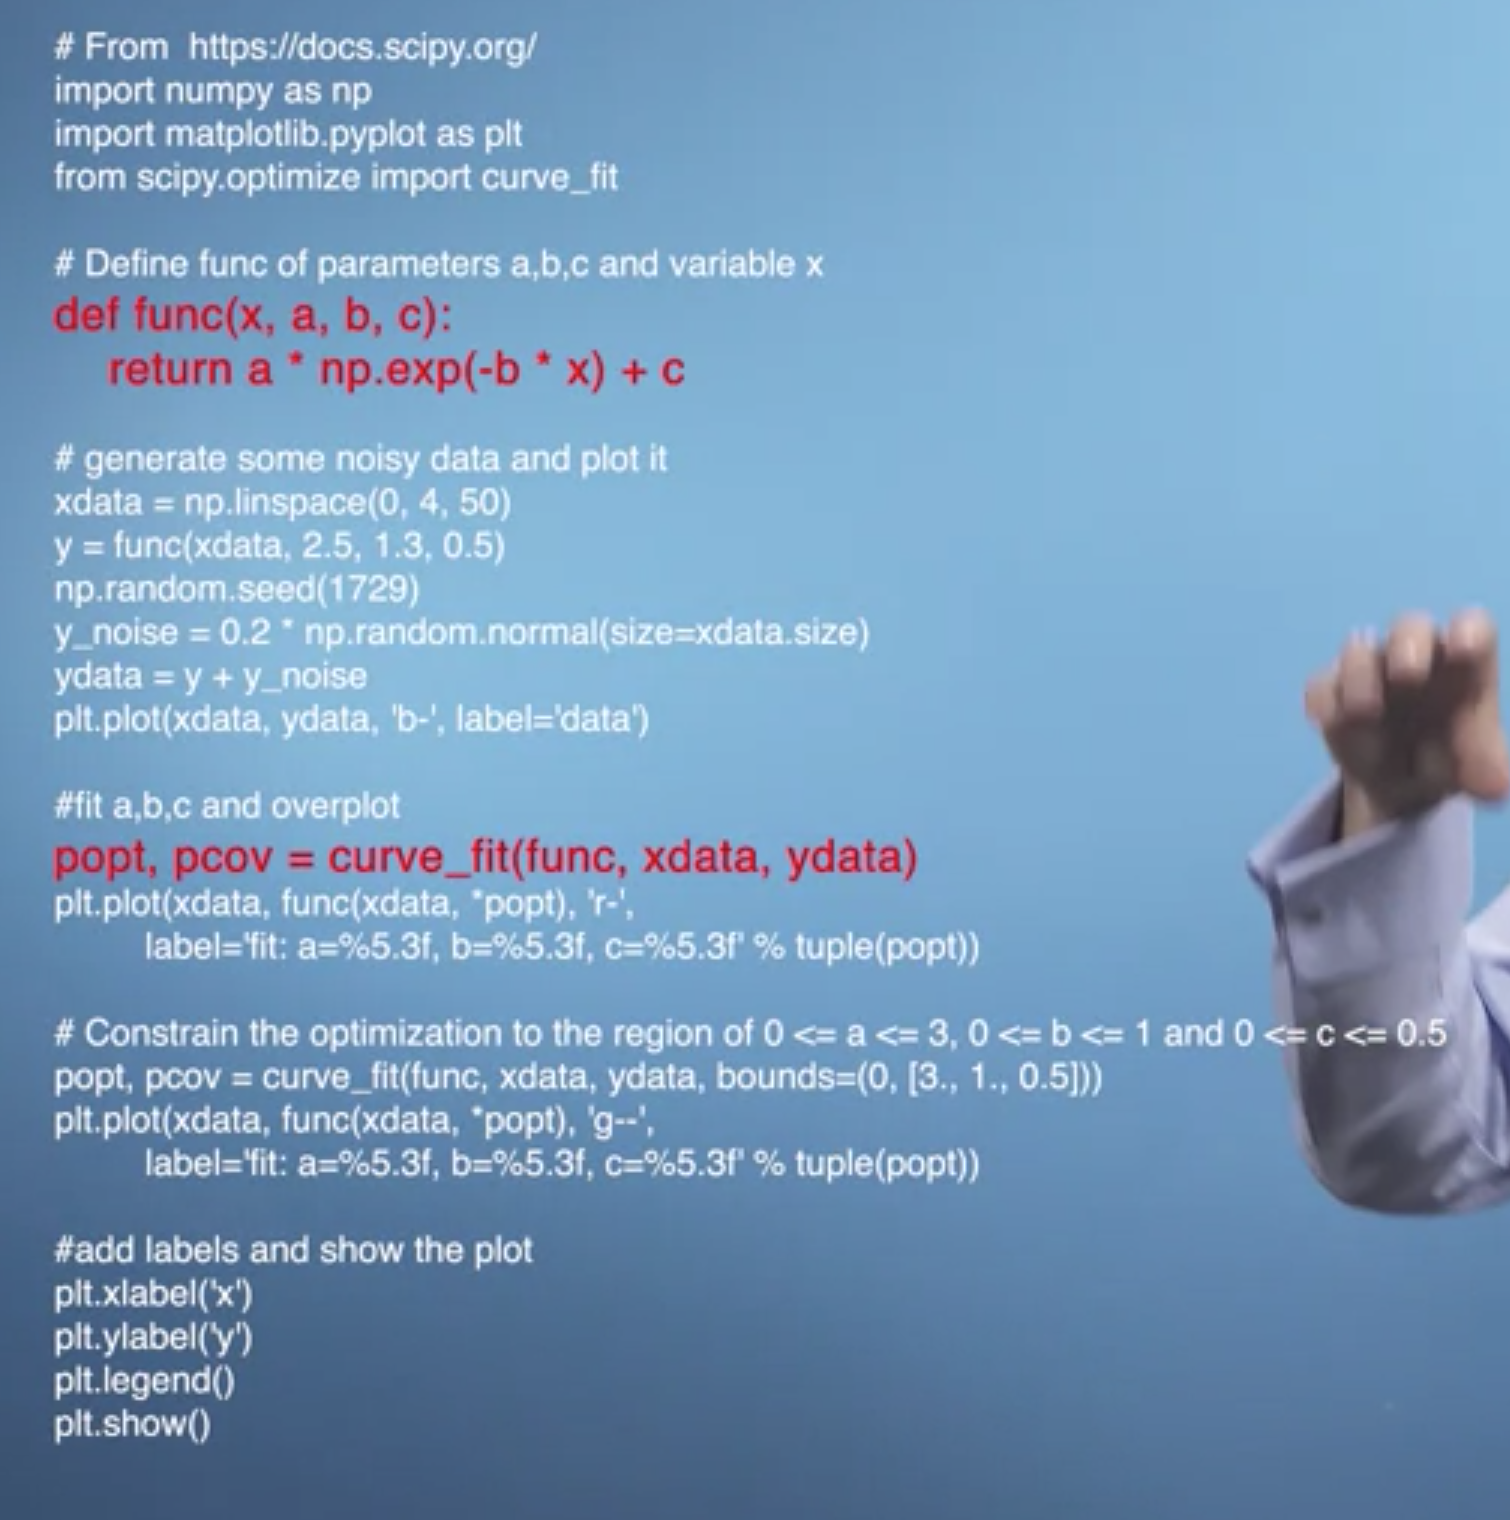 # From  https://docs.scipy.org/
import numpy as np
import matplotlib.pyplot as plt
from scipy.optimize import curve_fit

# Define func of parameters a,b,c and variable x
def func(x, a, b, c):
    return a * np.exp(-b * x) + c

# generate some noisy data and plot it
xdata = np.linspace(0, 4, 50)
y = func(xdata, 2.5, 1.3, 0.5)
np.random.seed(1729)
y_noise = 0.2 * np.random.normal(size=xdata.size)
ydata = y + y_noise
plt.plot(xdata, ydata, 'b-', label='data')

#fit a,b,c and overplot
popt, pcov = curve_fit(func, xdata, ydata)
plt.plot(xdata, func(xdata, *popt), 'r-',
        label='fit: a=%5.3f, b=%5.3f, c=%5.3f' % tuple(popt))

# Constrain the optimization to the region of 0 <= a <= 3, 0 <= b <= 1 and 0 <= c <= 0.5
popt, pcov = curve_fit(func, xdata, ydata, bounds=(0, [3., 1., 0.5]))
plt.plot(xdata, func(xdata, *popt), 'g--',
        label='fit: a=%5.3f, b=%5.3f, c=%5.3f' % tuple(popt))

#add labels and show the plot
plt.xlabel('x')
plt.ylabel('y')
plt.legend()
plt.show()